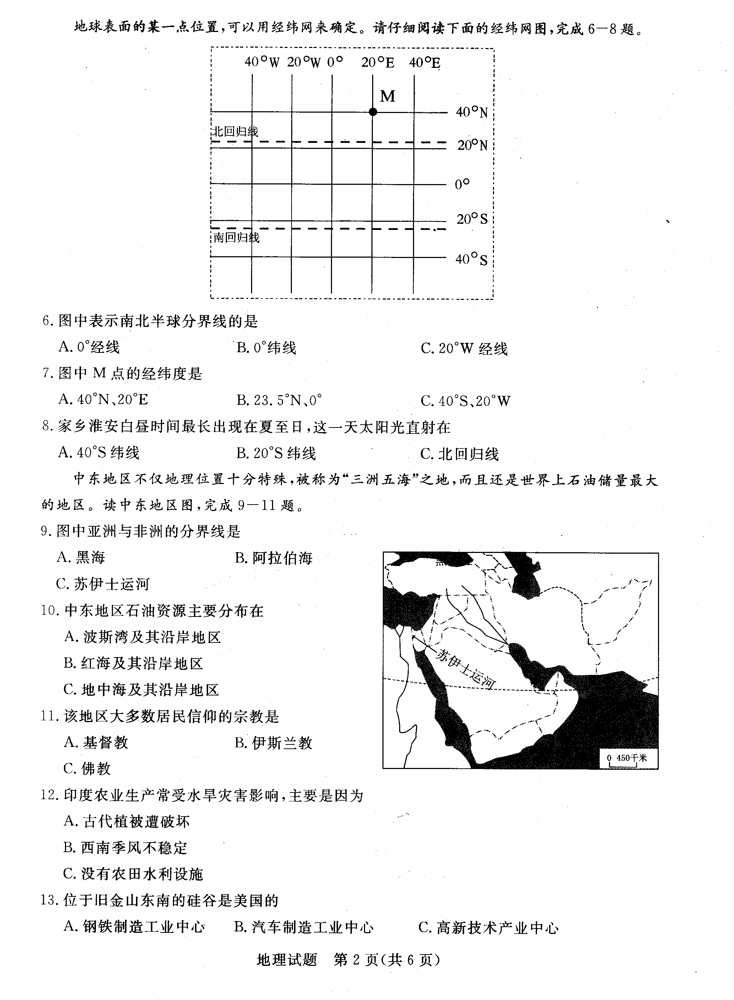 地球表面的某一点位置,可以用经纬网来确定。请仔细阅读下面的经纬网图,完成6—8题。
40°W 20°W 0° 20°E 40°E
M
40°N
北回归线
20°N
0°
20°S
南回归线
40°S
6. 图中表示南北半球分界线的是
A. 0°经线 B. 0°纬线 C. 20°W 经线
7. 图中 M 点的经纬度是
A. 40°N、20°E B. 23.5°N、0° C. 40°S、20°W
8. 家乡淮安白昼时间最长出现在夏至日,这一天太阳光直射在
A. 40°S 纬线 B. 20°S 纬线 C. 北回归线
中东地区不仅地理位置十分特殊,被称为“三洲五海”之地,而且还是世界上石油储量最大
的地区。读中东地区图,完成 9—11 题。
9. 图中亚洲与非洲的分界线是
A. 黑海 B. 阿拉伯海
C. 苏伊士运河
黑
10. 中东地区石油资源主要分布在
A. 波斯湾及其沿岸地区
B. 红海及其沿岸地区
苏伊士运河
C. 地中海及其沿岸地区
11. 该地区大多数居民信仰的宗教是
A. 基督教 B. 伊斯兰教
0 450千米
C. 佛教
12. 印度农业生产常受水旱灾害影响,主要是因为
A. 古代植被遭破坏
B. 西南季风不稳定
C. 没有农田水利设施
13. 位于旧金山东南的硅谷是美国的
A. 钢铁制造工业中心 B. 汽车制造工业中心 C. 高新技术产业中心
地理试题 第 2 页(共 6 页)